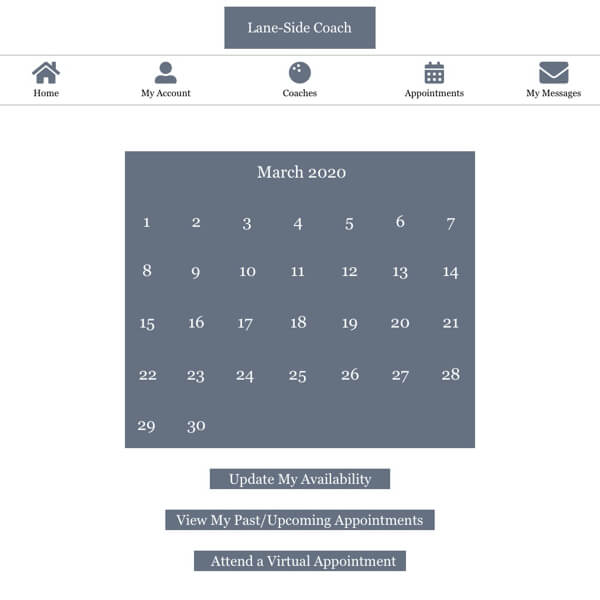 Lane-Side Coach
Home My Account Coaches Appointments My Messages
March 2020
1 2 3 4 5 6 7
8 9 10 11 12 13 14
15 16 17 18 19 20 21
22 23 24 25 26 27 28
29 30
Update My Availability
View My Past/Upcoming Appointments
Attend a Virtual Appointment